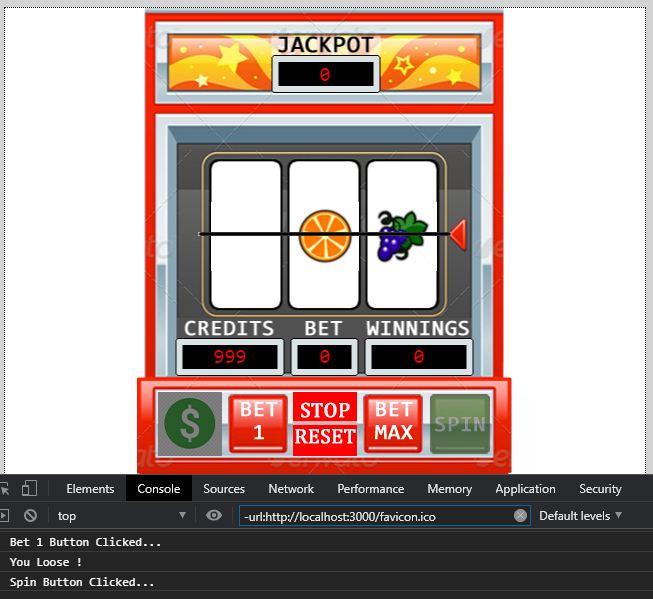 JACKPOT
0
CREDITS BET WINNINGS
999 0 0
$ BET 1 STOP RESET BET MAX SPIN
Elements Console Sources Network Performance Memory Application Security
top -url:http://localhost:3000/favicon.ico Default levels
Bet 1 Button Clicked...
You Loose !
Spin Button Clicked...